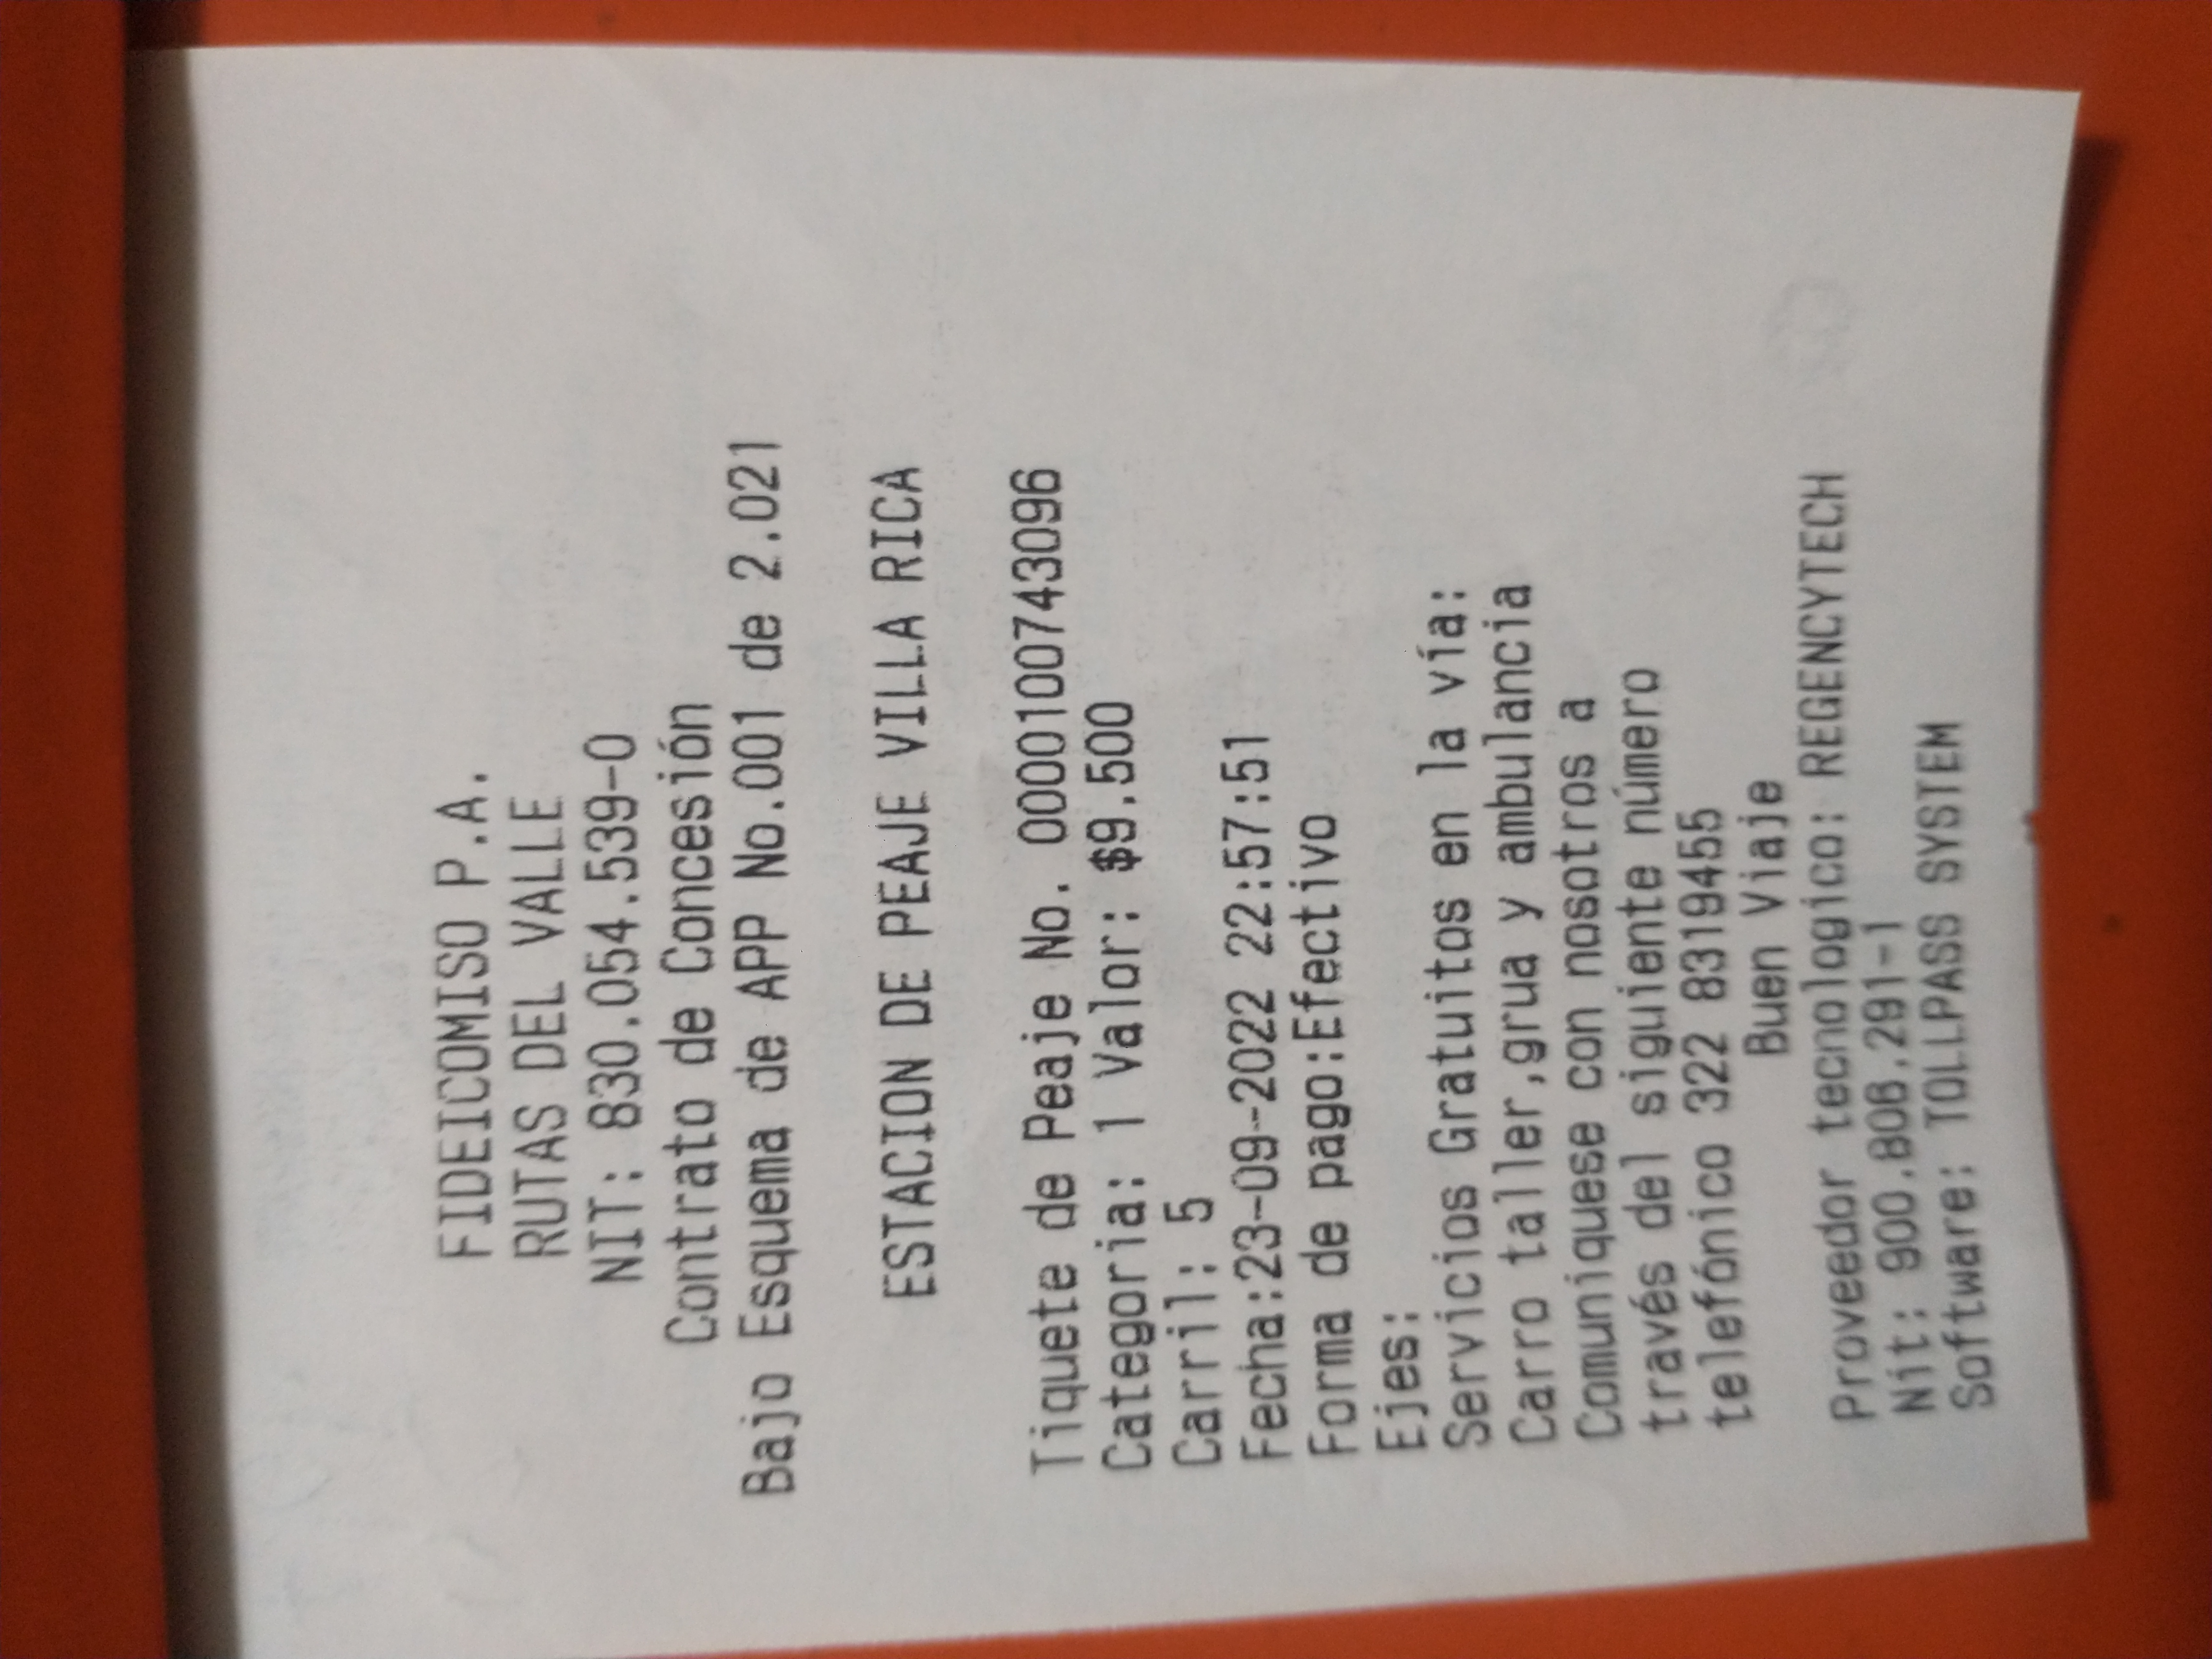 FIDEICOMISO P.A.
RUTAS DEL VALLE
NIT: 830.054.539-0
Contrato de Concesión
Bajo Esquema de APP No.001 de 2.021
ESTACION DE PEAJE VILLA RICA
Tiquete de Peaje No. 0000100743096
Categoria: 1 Valor: $9.500
Carril: 5
Fecha:23-09-2022 22:57:51
Forma de pago:Efectivo
Ejes:
Servicios Gratuitos en la vía:
Carro taller,grua y ambulancia
Comuniquese con nosotros a
través del siguiente número
telefónico 322 8319455
Buen Viaje
Proveedor tecnologico: REGENCYTECH
Nit: 900.808.291-1
Software: TOLLPASS SYSTEM